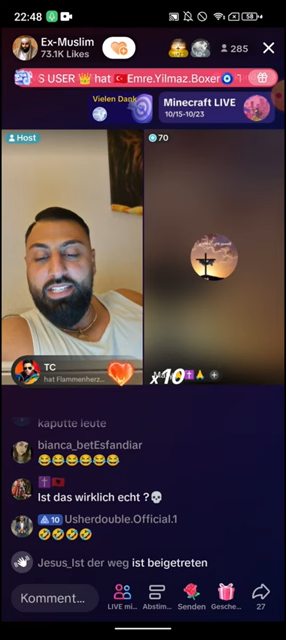 22:48
58
Ex-Muslim
73.1K Likes
285
S USER 👑 hat 🇹🇷Emre.Yilmaz.Boxer🧿
Vielen Dank
Minecraft LIVE
10/15-10/23
Host
70
TC
hat Flammenherz...
x10
kaputte leute
bianca_betEsfandiar
😂😂😂😂😂😂
✝️🇦🇱
Ist das wirklich echt ?💀
10 Usherdouble.Official.1
🤣🤣🤣🤣
Jesus_Ist der weg ist beigetreten
Komment...
LIVE mi...
Abstim...
Senden
Gesche...
27